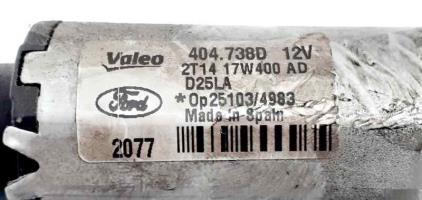 Valeo 404.738D 12V
2T14 17W400 AD
D25LA
Ford *Op25103/4983
Made in Spain
2077